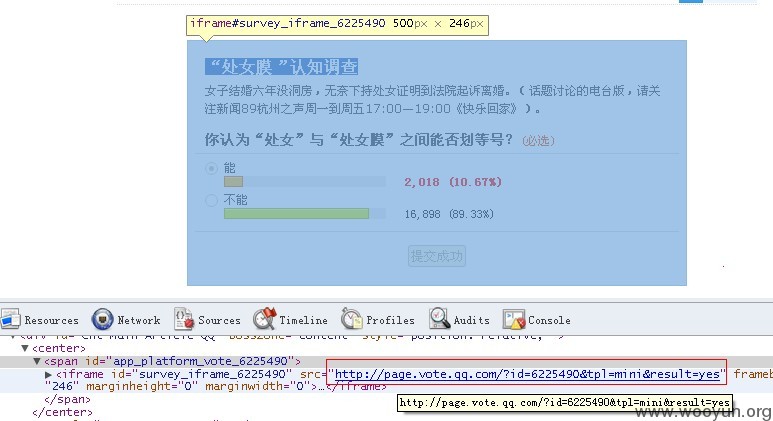 iframe#survey_iframe_6225490 500px × 246px
“处女膜 ”认知调查
女子结婚六年没洞房，无奈下持处女证明到法院起诉离婚。（ 话题讨论的电台版，请关
注新闻89杭州之声周一到周五17:00—19:00《快乐回家》）。
你认为“处女”与“处女膜”之间能否划等号？ (必选)
能
2,018 (10.67%)
不能
16,898 (89.33%)
提交成功
Resources Network Sources Timeline Profiles Audits Console
▼<center>
▼<span id="app_platform_vote_6225490">
▶<iframe id="survey_iframe_6225490" src="http://page.vote.qq.com/?id=6225490&tpl=mini&result=yes" frameb
"246" marginheight="0" marginwidth="0">…</iframe>
</span>
http://page.vote.qq.com/?id=6225490&tpl=mini&result=yes
</center>
www.wooyun.org